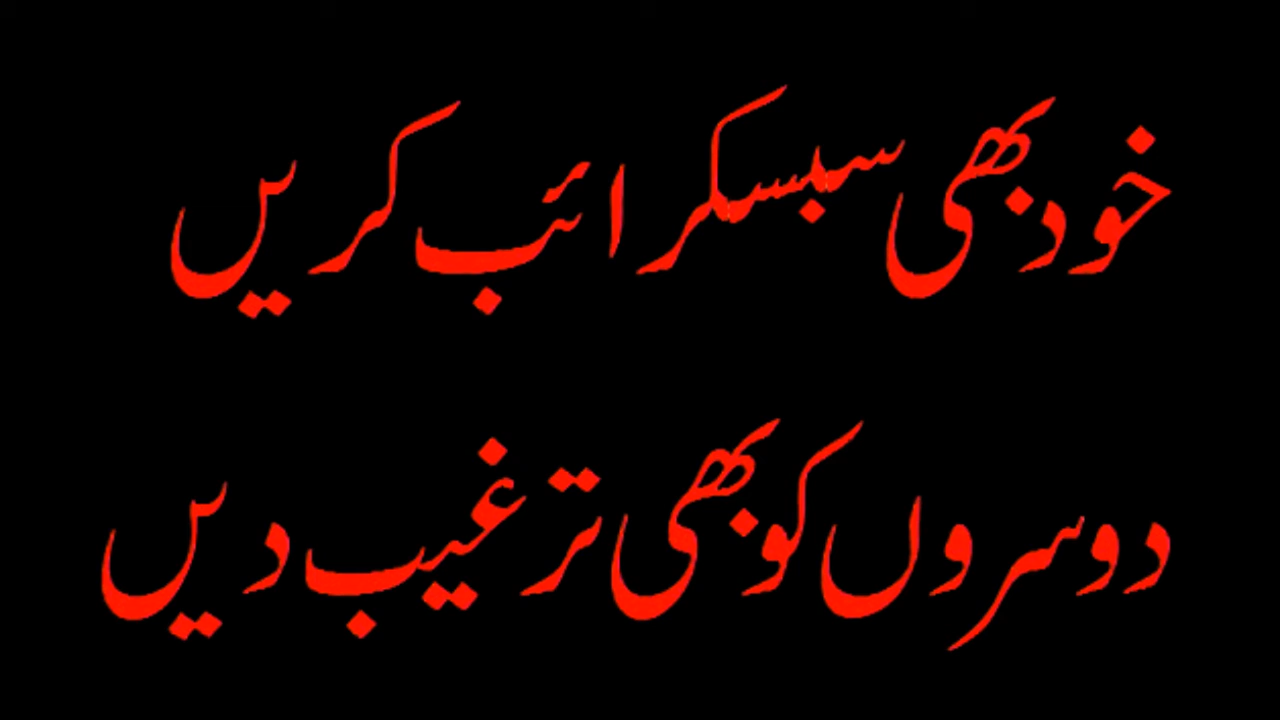 خود بھی سبسکرائب کریں
دوسروں کو بھی ترغیب دیں